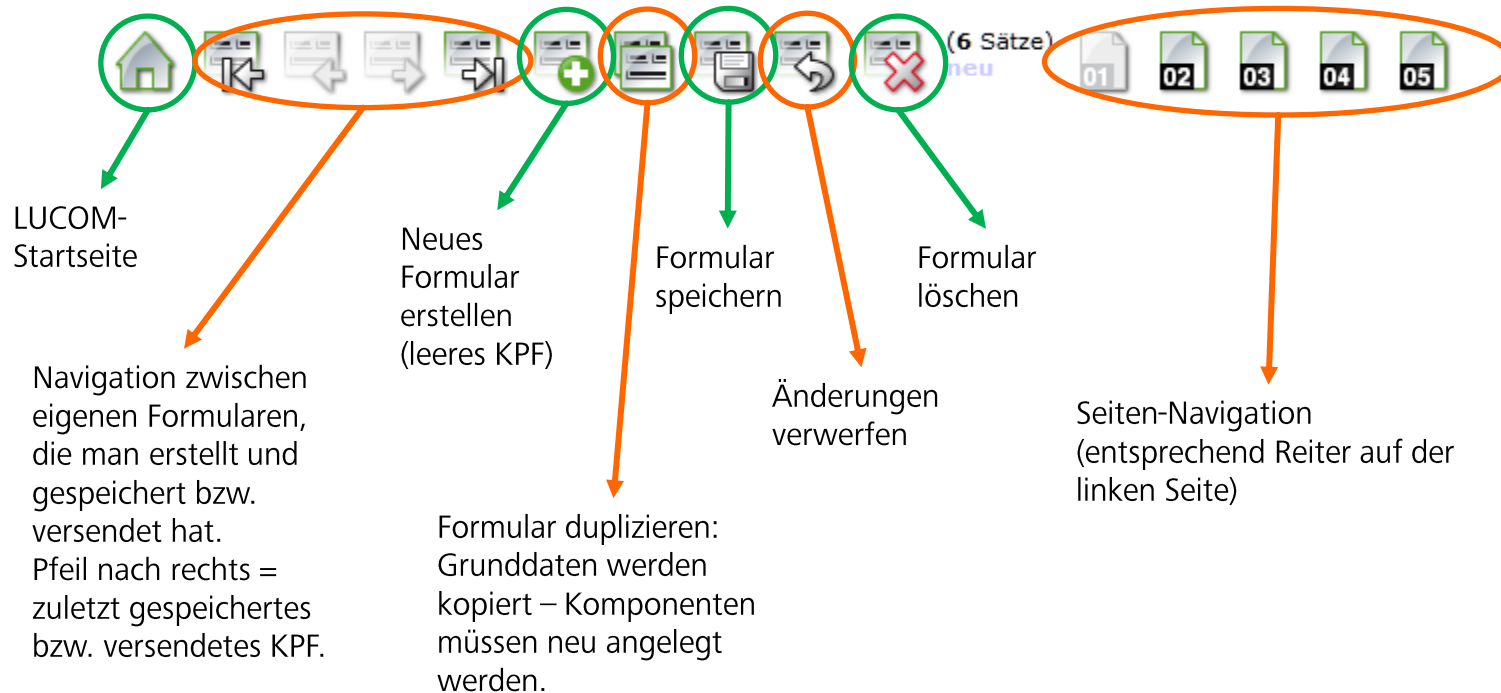 (6 Sätze)
neu
01
02
03
04
05
LUCOM-
Startseite
Navigation zwischen
eigenen Formularen,
die man erstellt und
gespeichert bzw.
versendet hat.
Pfeil nach rechts =
zuletzt gespeichertes
bzw. versendetes KPF.
Neues
Formular
erstellen
(leeres KPF)
Formular duplizieren:
Grunddaten werden
kopiert – Komponenten
müssen neu angelegt
werden.
Formular
speichern
Änderungen
verwerfen
Formular
löschen
Seiten-Navigation
(entsprechend Reiter auf der
linken Seite)